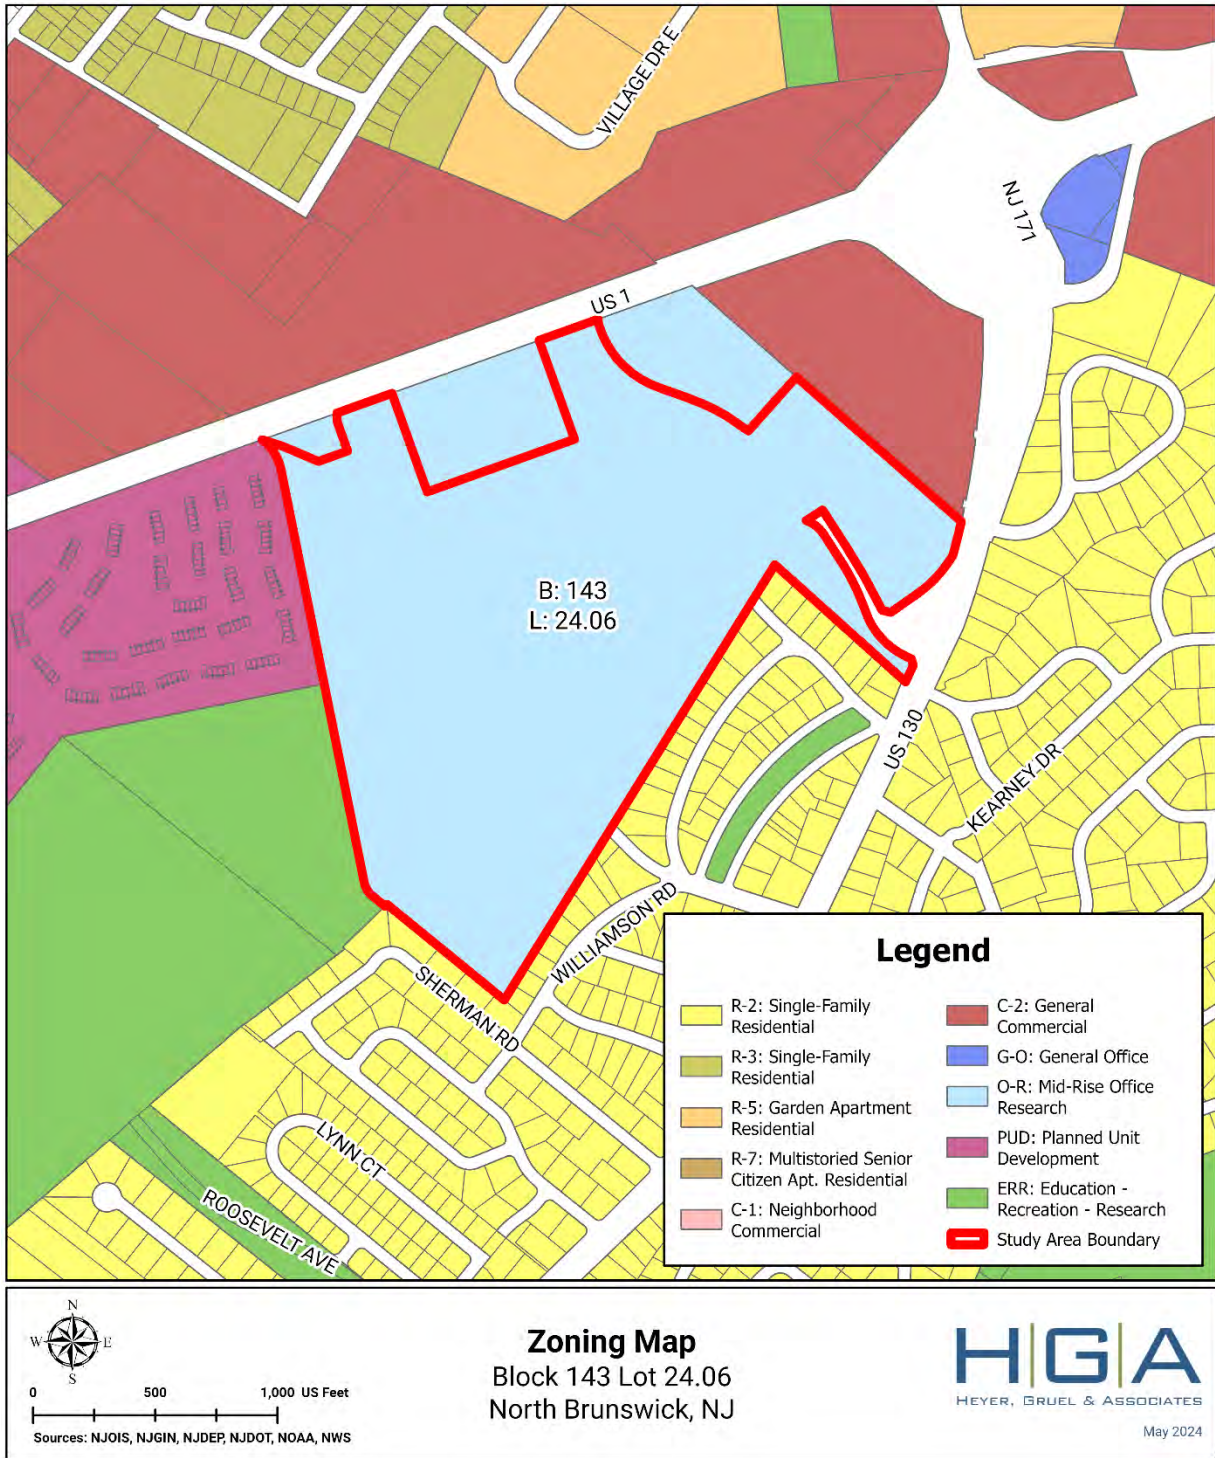 VILLAGE DR E
NJ 171
US 1
B: 143
L: 24.06
US 130
KEARNEY DR
WILLIAMSON RD
SHERMAN RD
LYNN CT
ROOSEVELT AVE
Legend
R-2: Single-Family
Residential
R-3: Single-Family
Residential
R-5: Garden Apartment
Residential
R-7: Multistoried Senior
Citizen Apt. Residential
C-1: Neighborhood
Commercial
C-2: General
Commercial
G-O: General Office
O-R: Mid-Rise Office
Research
PUD: Planned Unit
Development
ERR: Education -
Recreation - Research
Study Area Boundary
N
W E
S
0 500 1,000 US Feet
Sources: NJOIS, NJGIN, NJDEP, NJDOT, NOAA, NWS
Zoning Map
Block 143 Lot 24.06
North Brunswick, NJ
H|G|A
HEYER, GRUEL & ASSOCIATES
May 2024